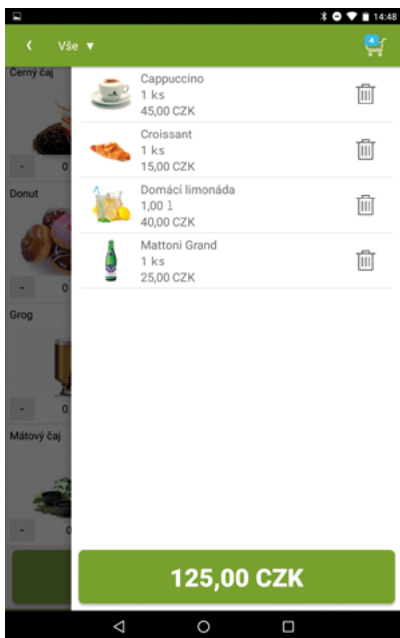 14:48
Vše ▼
4
Černý čaj
- 0
Donut
- 0
Grog
- 0
Mátový čaj
- 0
Cappuccino
1 ks
45,00 CZK
Croissant
1 ks
15,00 CZK
Domácí limonáda
1,00 l
40,00 CZK
Mattoni Grand
1 ks
25,00 CZK
125,00 CZK